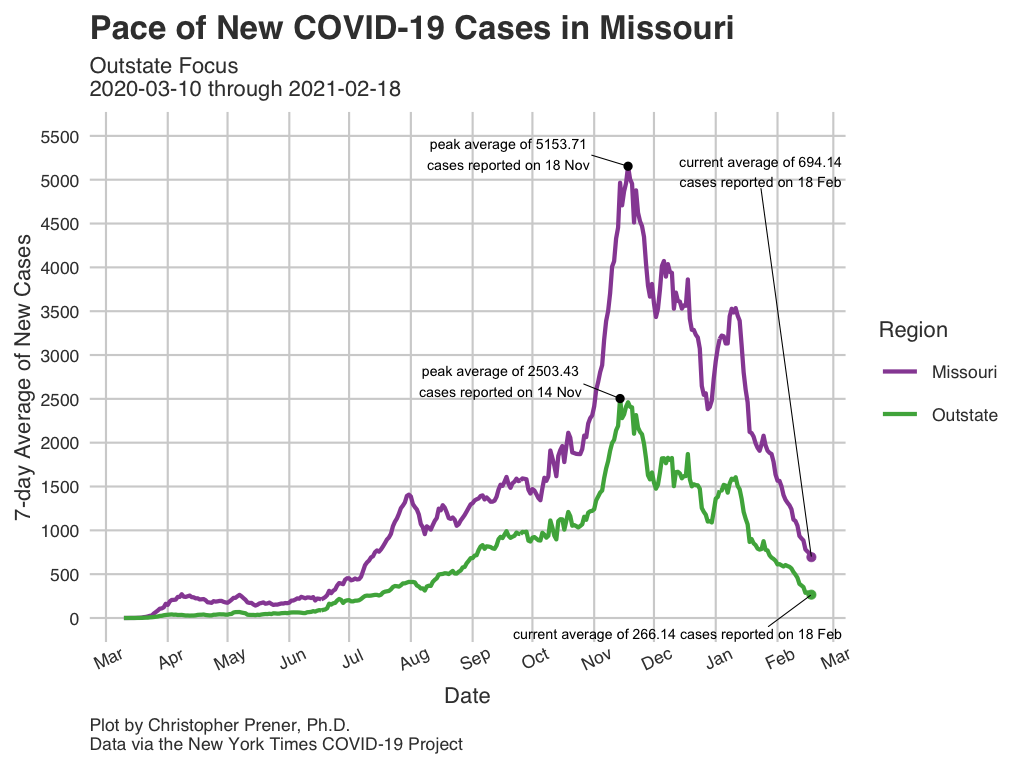 Pace of New COVID-19 Cases in Missouri
Outstate Focus
2020-03-10 through 2021-02-18
7-day Average of New Cases
5500
5000
4500
4000
3500
3000
2500
2000
1500
1000
500
0
peak average of 5153.71
cases reported on 18 Nov
current average of 694.14
cases reported on 18 Feb
peak average of 2503.43
cases reported on 14 Nov
current average of 266.14 cases reported on 18 Feb
Region
Missouri
Outstate
Mar Apr May Jun Jul Aug Sep Oct Nov Dec Jan Feb Mar
Date
Plot by Christopher Prener, Ph.D.
Data via the New York Times COVID-19 Project